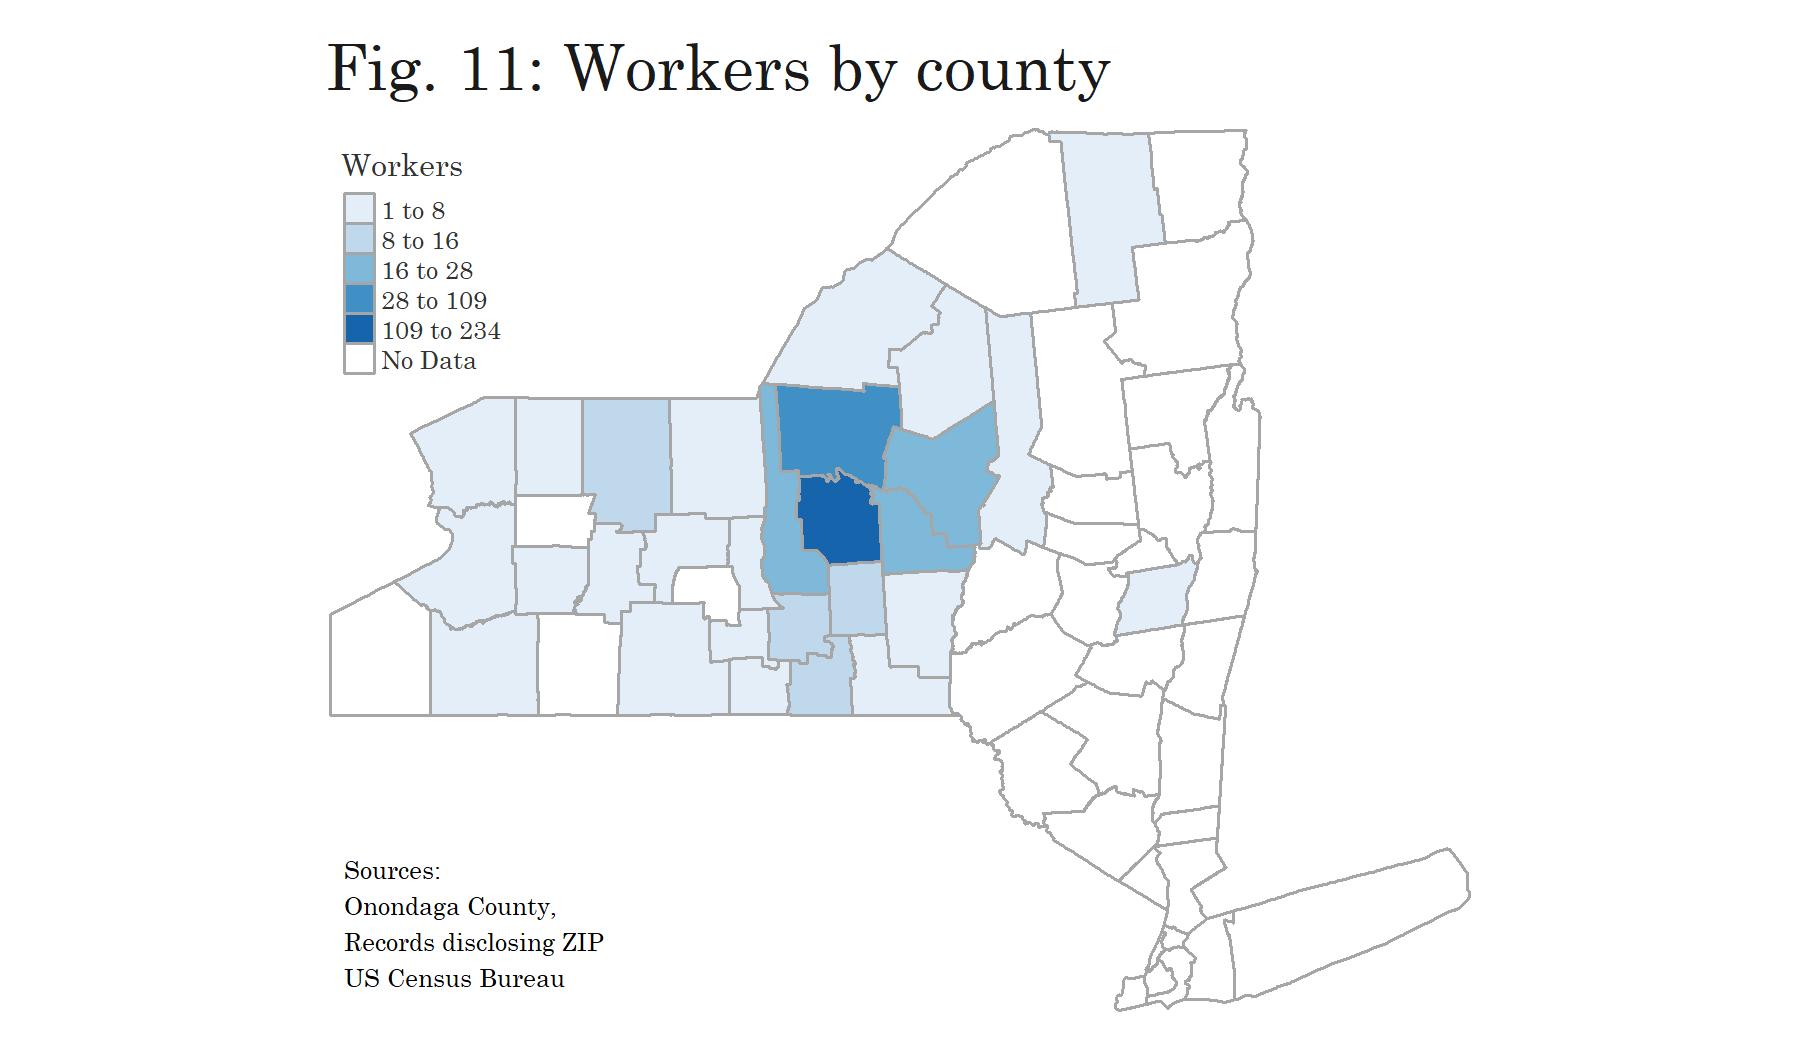 Fig. 11: Workers by county
Workers
1 to 8
8 to 16
16 to 28
28 to 109
109 to 234
No Data
Sources:
Onondaga County,
Records disclosing ZIP
US Census Bureau